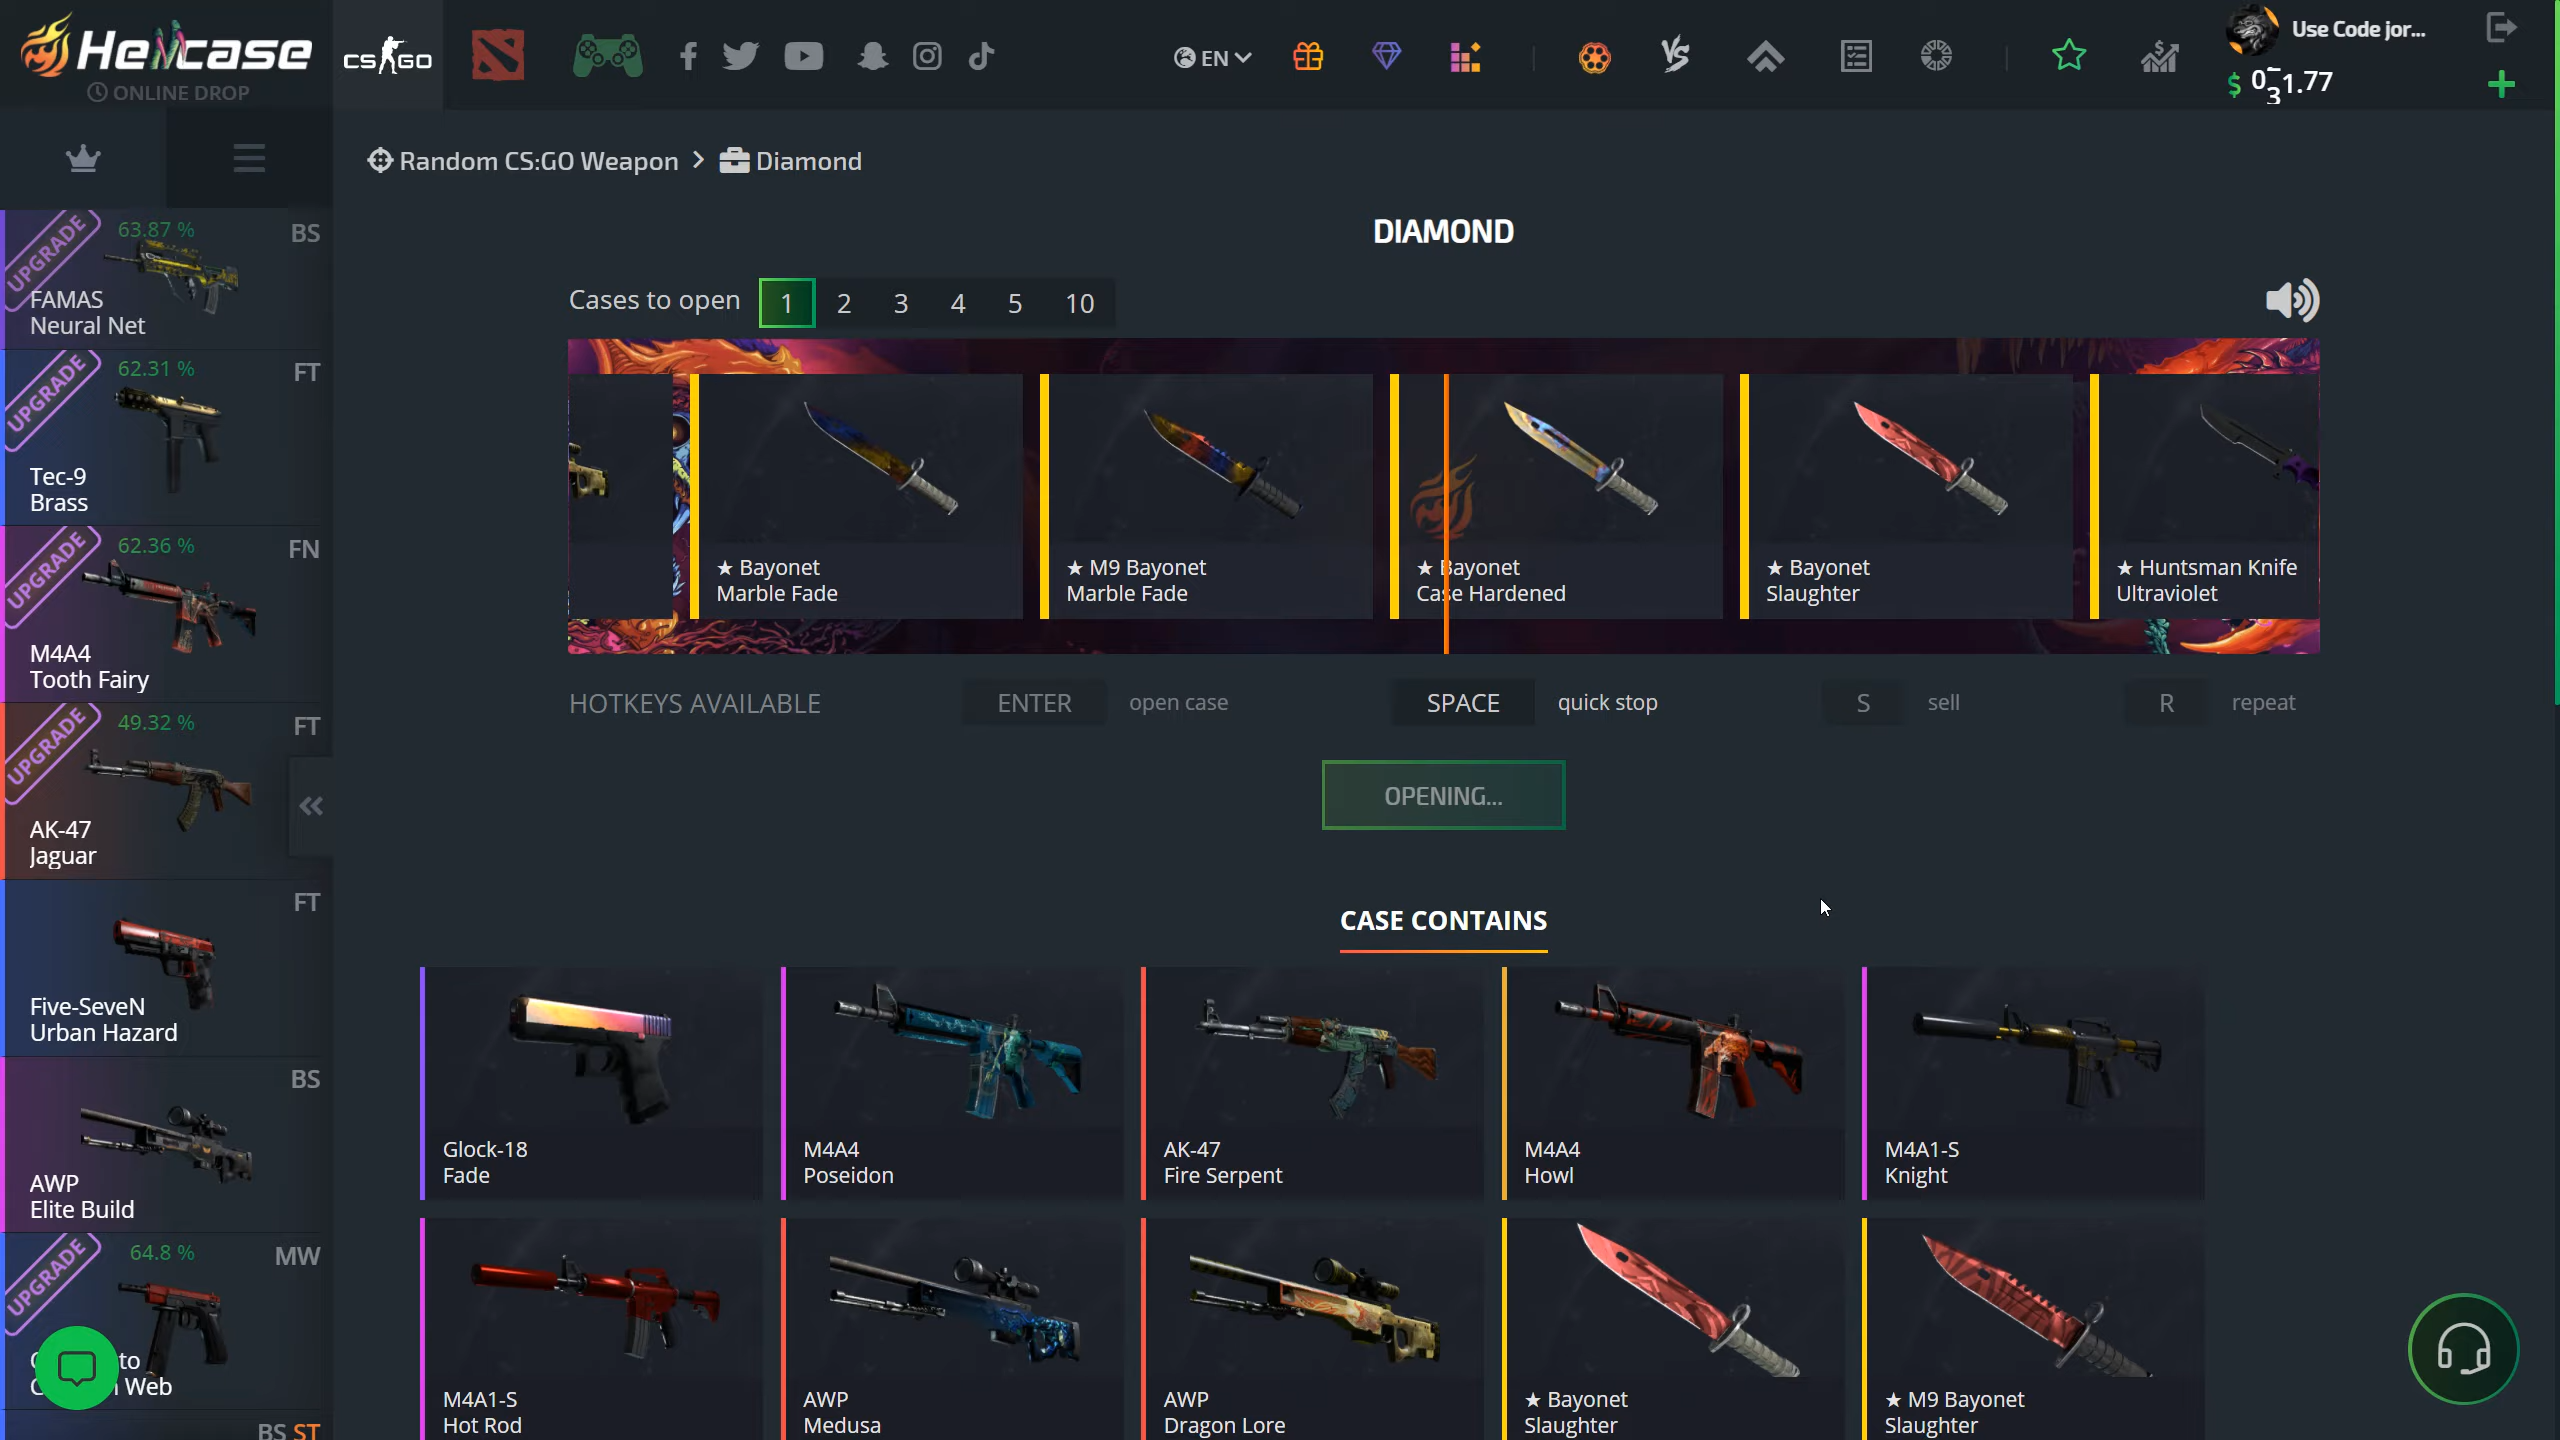 Hellcase
ONLINE DROP
CS GO
EN
Use Code jor...
$
1.77
Random CS:GO Weapon
Diamond
DIAMOND
Cases to open
1
2
3
4
5
10
UPGRADE
63.87 %
BS
FAMAS
Neural Net
UPGRADE
62.31 %
FT
Tec-9
Brass
UPGRADE
62.36 %
FN
M4A4
Tooth Fairy
UPGRADE
49.32 %
FT
AK-47
Jaguar
FT
Five-SeveN
Urban Hazard
BS
AWP
Elite Build
UPGRADE
64.8 %
MW
to
Web
BS ST
★ Bayonet
Marble Fade
★ M9 Bayonet
Marble Fade
★ Bayonet
Case Hardened
★ Bayonet
Slaughter
★ Huntsman Knife
Ultraviolet
HOTKEYS AVAILABLE
ENTER
open case
SPACE
quick stop
S
sell
R
repeat
OPENING...
CASE CONTAINS
Glock-18
Fade
M4A4
Poseidon
AK-47
Fire Serpent
M4A4
Howl
M4A1-S
Knight
M4A1-S
Hot Rod
AWP
Medusa
AWP
Dragon Lore
★ Bayonet
Slaughter
★ M9 Bayonet
Slaughter